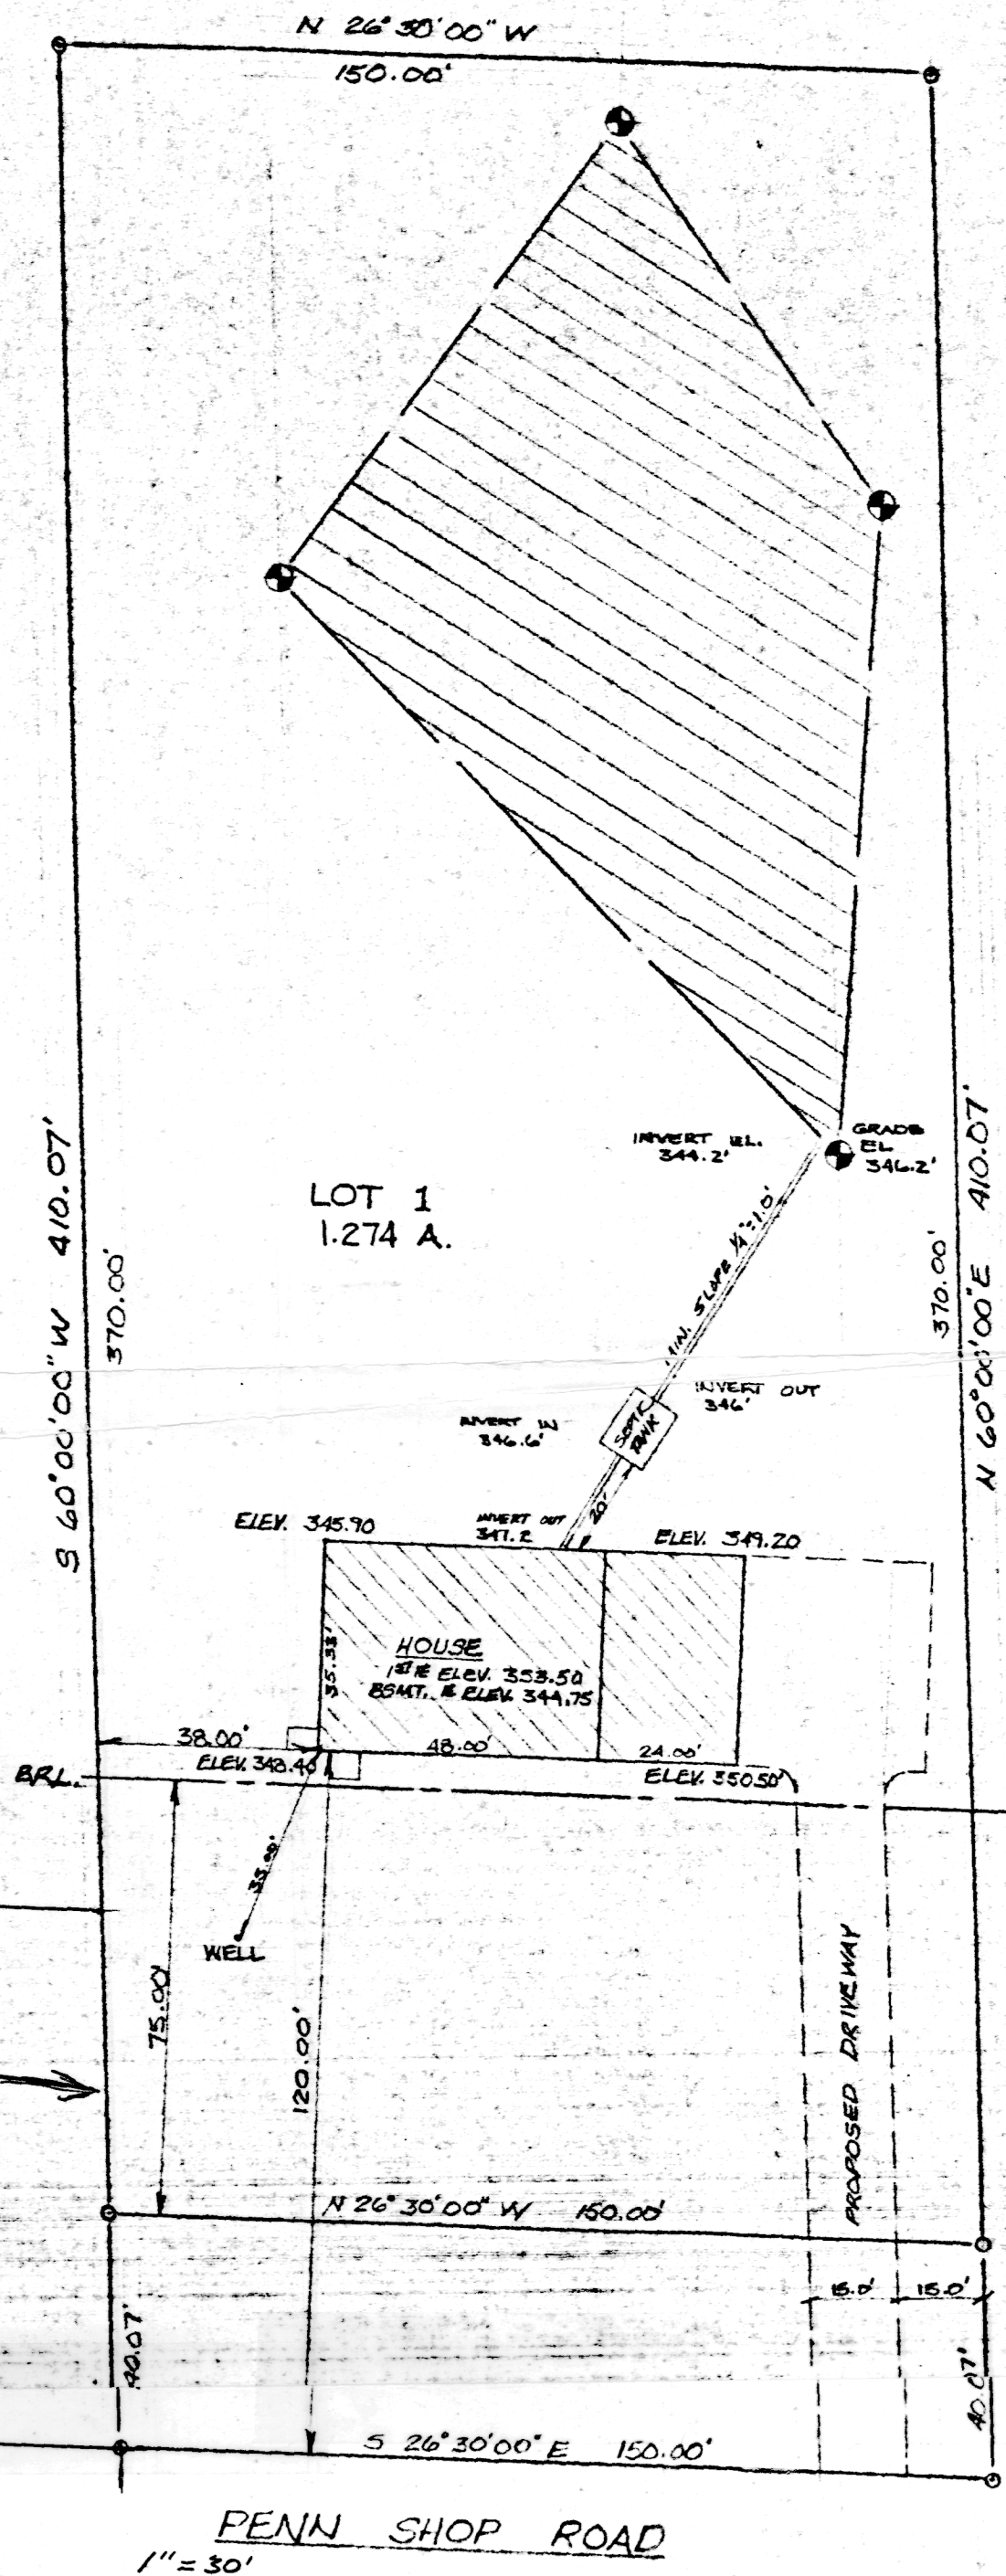 N 26°30'00" W
150.00'
INVERT EL.
344.2'
GRADE
EL
346.2'
S 60°00'00" W 410.07'
370.00'
LOT 1
1.274 A.
MIN. SLOPE 1/4"=1.0'
370.00'
N 60°00'00" E 410.07'
INVERT OUT
346'
INVERT IN
346.6'
SEPTIC
TANK
20'
INVERT OUT
347.2
ELEV. 345.90
ELEV. 349.20
HOUSE
ELEV. 353.50
BSMT. ELEV. 344.75
35.33'
38.00'
48.00'
24.00'
ELEV. 348.40
ELEV. 350.50'
B.R.L.
35.00'
WELL
75.00'
120.00'
PROPOSED DRIVEWAY
N 26°30'00" W 150.00'
15.0'
15.0'
40.07'
40.07'
S 26°30'00" E 150.00'
PENN SHOP ROAD
1"=30'